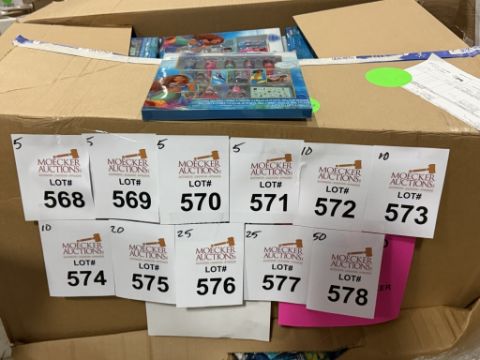 5
MOECKER
AUCTIONS
LOT#
568
5
MOECKER
AUCTIONS
LOT#
569
5
MOECKER
AUCTIONS
LOT#
570
5
MOECKER
AUCTIONS
LOT#
571
10
MOECKER
AUCTIONS
LOT#
572
10
MOECKER
AUCTIONS
LOT#
573
10
MOECKER
AUCTIONS
LOT#
574
20
MOECKER
AUCTIONS
LOT#
575
25
MOECKER
AUCTIONS
LOT#
576
25
MOECKER
AUCTIONS
LOT#
577
50
MOECKER
AUCTIONS
LOT#
578